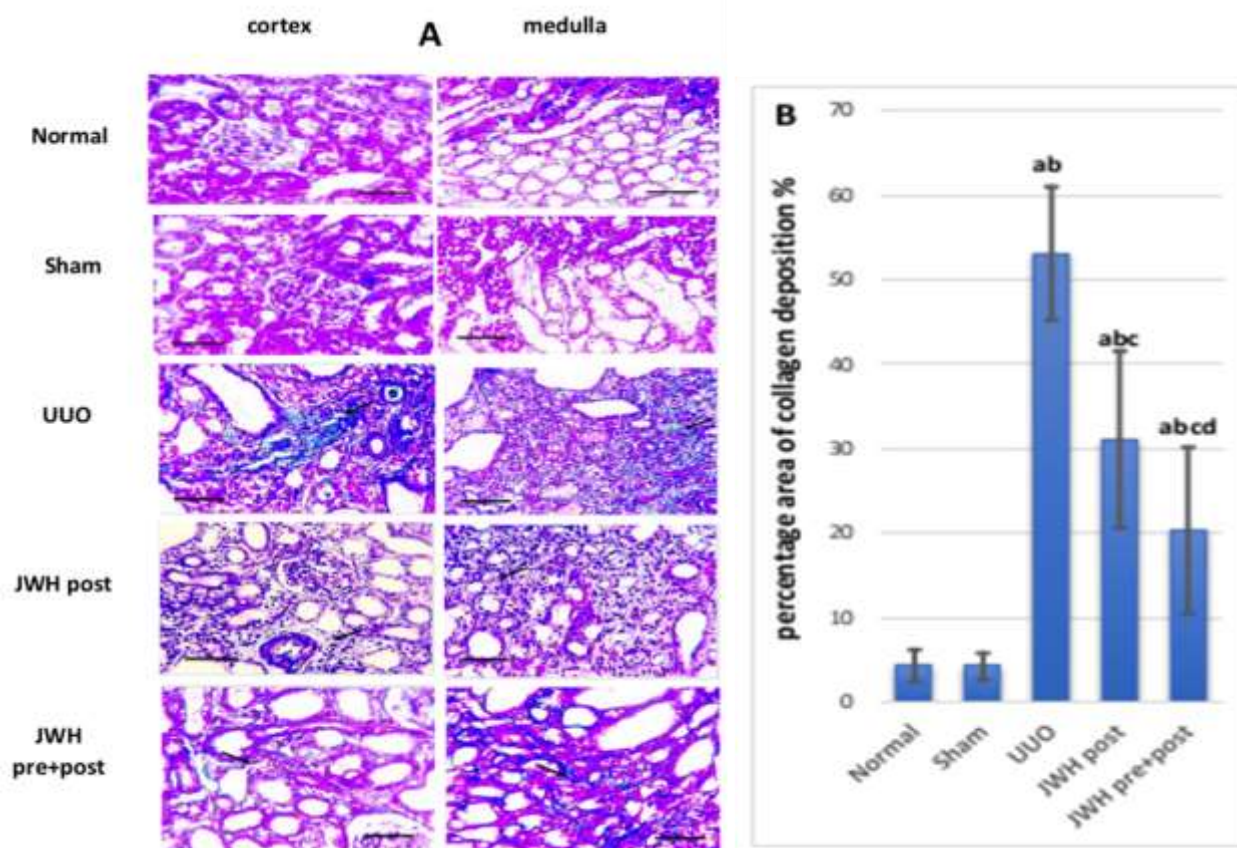 cortex
A
medulla
Normal
Sham
UUO
JWH post
JWH
pre+post
B
percentage area of collagen deposition %
70
60
50
40
30
20
10
0
ab
abc
abcd
Normal
Sham
UUO
JWH post
JWH pre+post